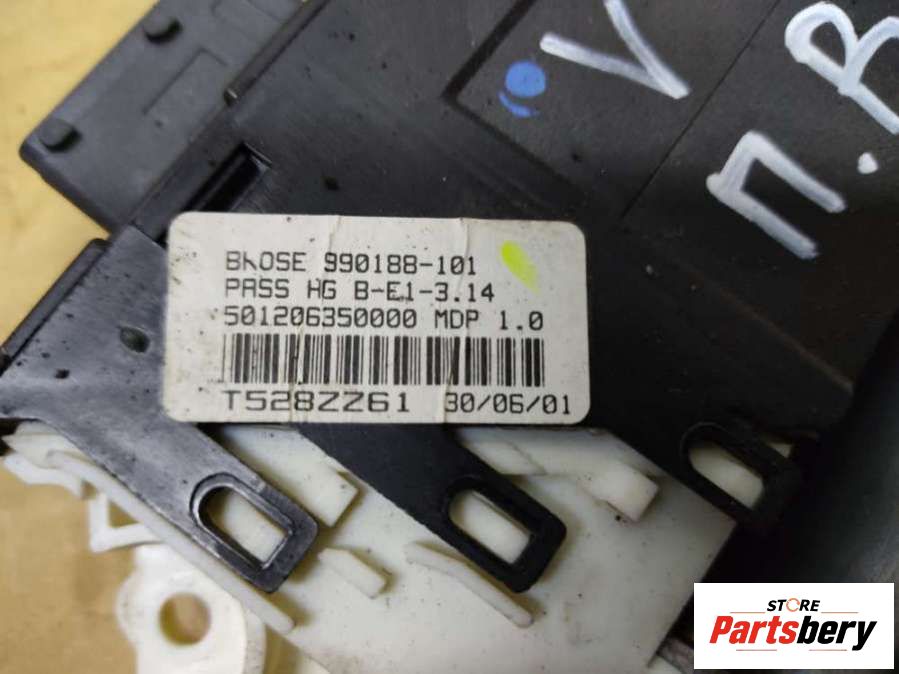 V
П.В
BROSE 990188-101
PASS HG B-E1-3.14
501206350000 MDP 1.0
T528ZZ61 30/06/01
STORE
Partsbery